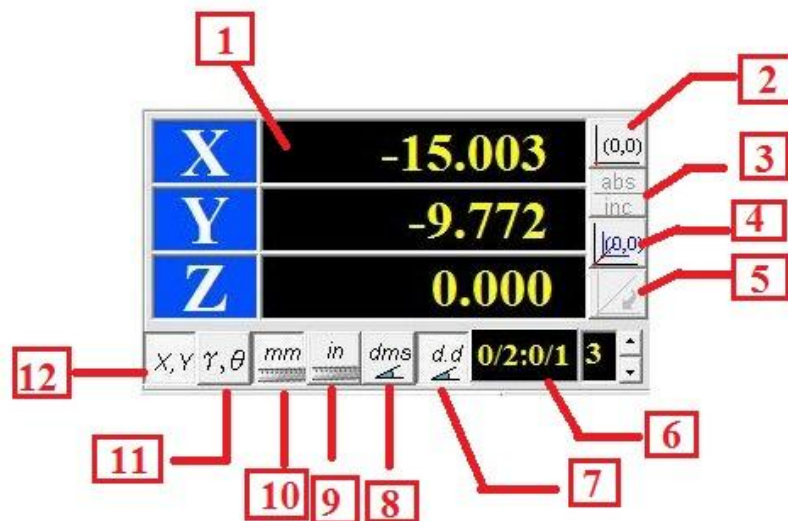 1
2
X -15.003 (0,0)
3
abs
inc
Y -9.772
4
(0,0)
5
Z 0.000
12
X,Y r,θ mm in dms d.d 0/2:0/1 3
6
11
10
9
8
7